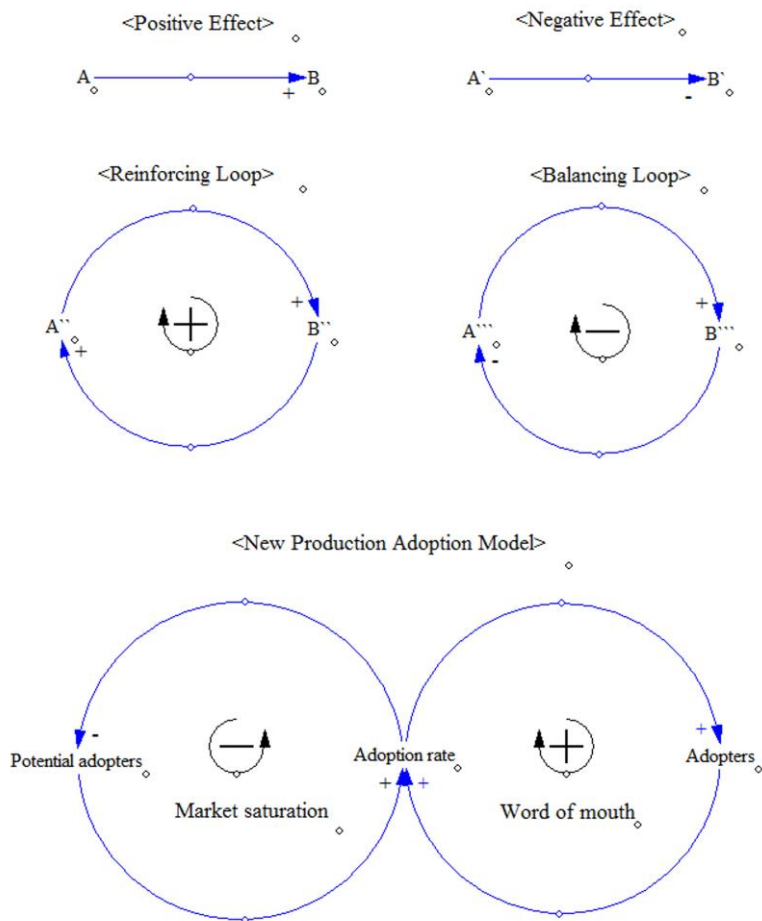 <Positive Effect>
<Negative Effect>
A
B
+
A`
B`
-
<Reinforcing Loop>
<Balancing Loop>
+
+
A``
B``
+
+
-
A```
B```
-
<New Production Adoption Model>
-
-
+
+
Potential adopters
Adoption rate
Adopters
+
+
Market saturation
Word of mouth